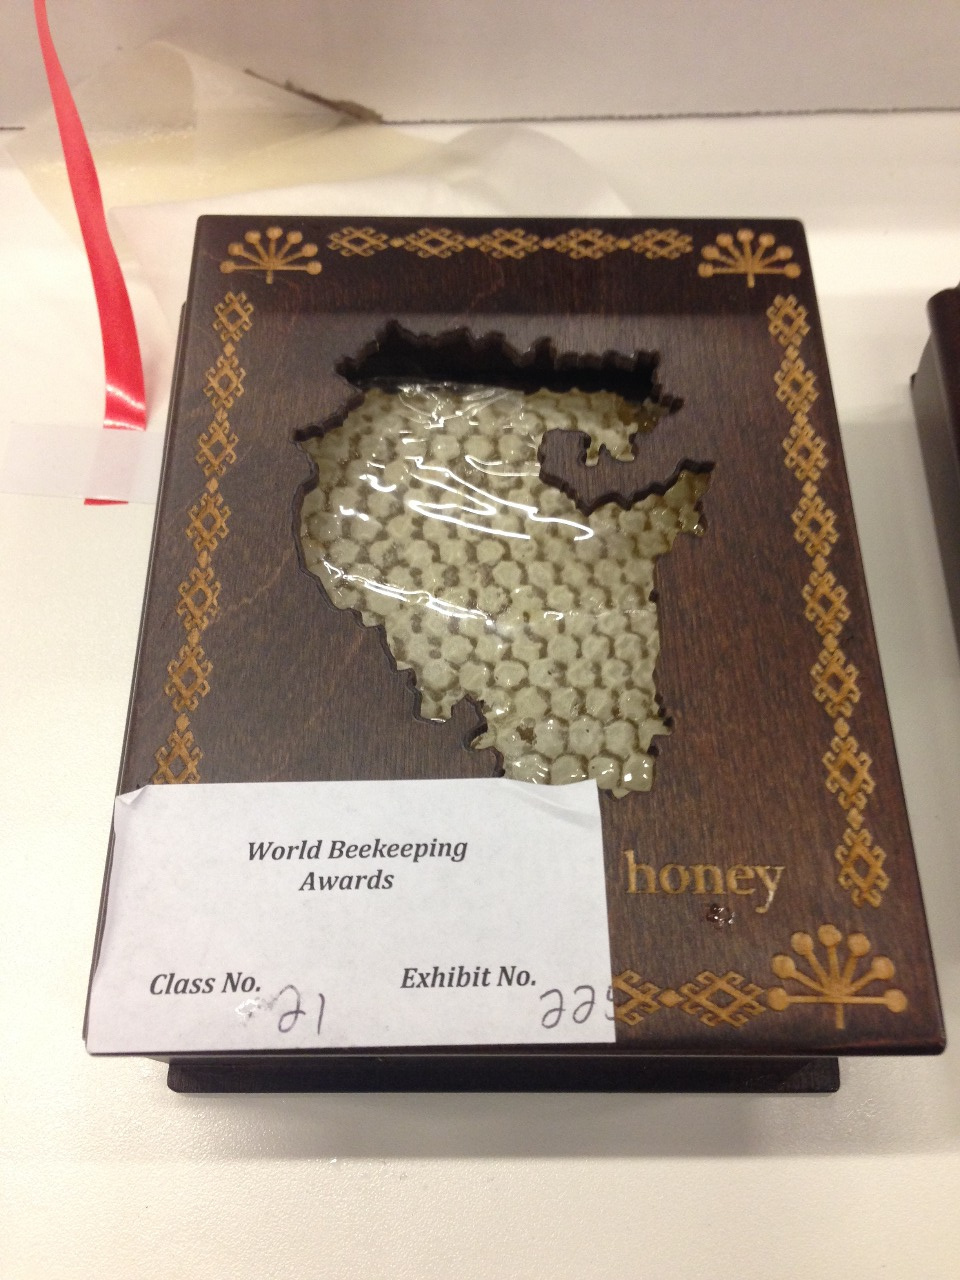 honey
World Beekeeping
Awards
Class No. 21
Exhibit No. 225